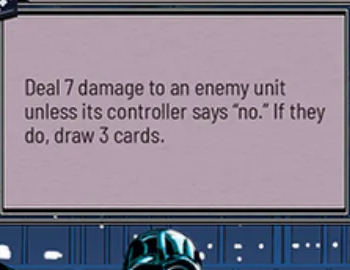 Deal 7 damage to an enemy unit
unless its controller says “no.” If they
do, draw 3 cards.